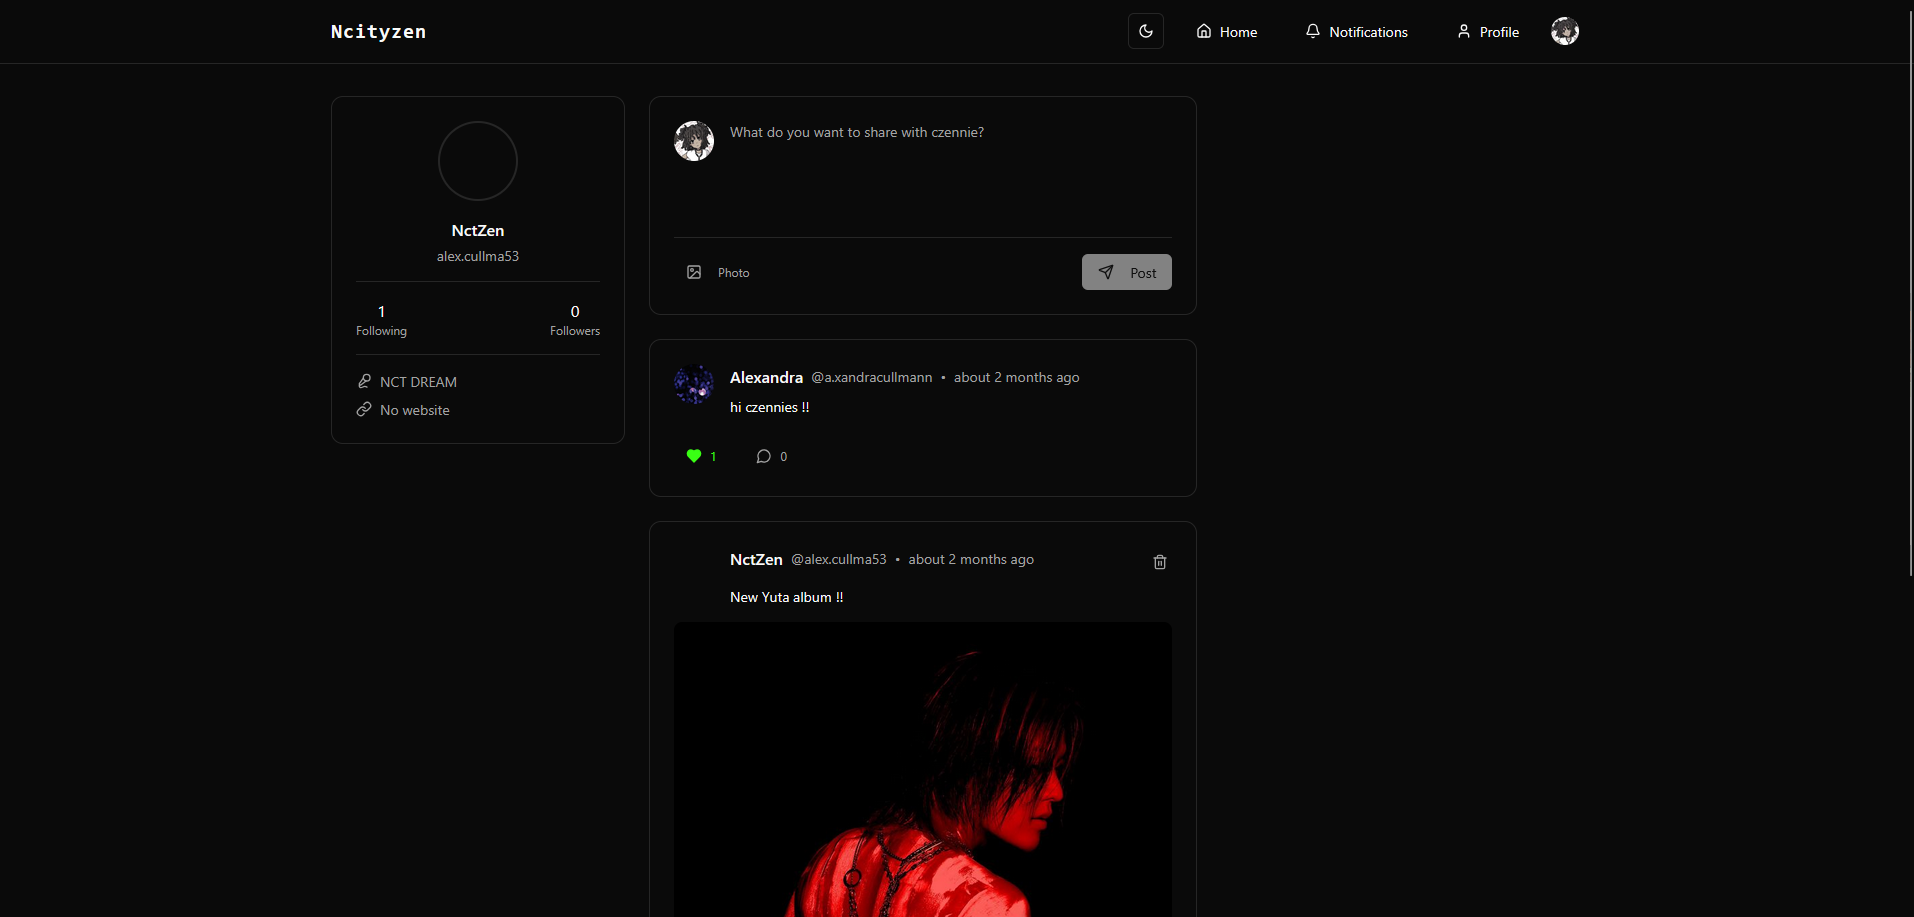 Ncityzen
Home
Notifications
Profile
NctZen
alex.cullma53
1
Following
0
Followers
NCT DREAM
No website
What do you want to share with czennie?
Photo
Post
Alexandra @a.xandracullmann • about 2 months ago
hi czennies !!
1
0
NctZen @alex.cullma53 • about 2 months ago
New Yuta album !!